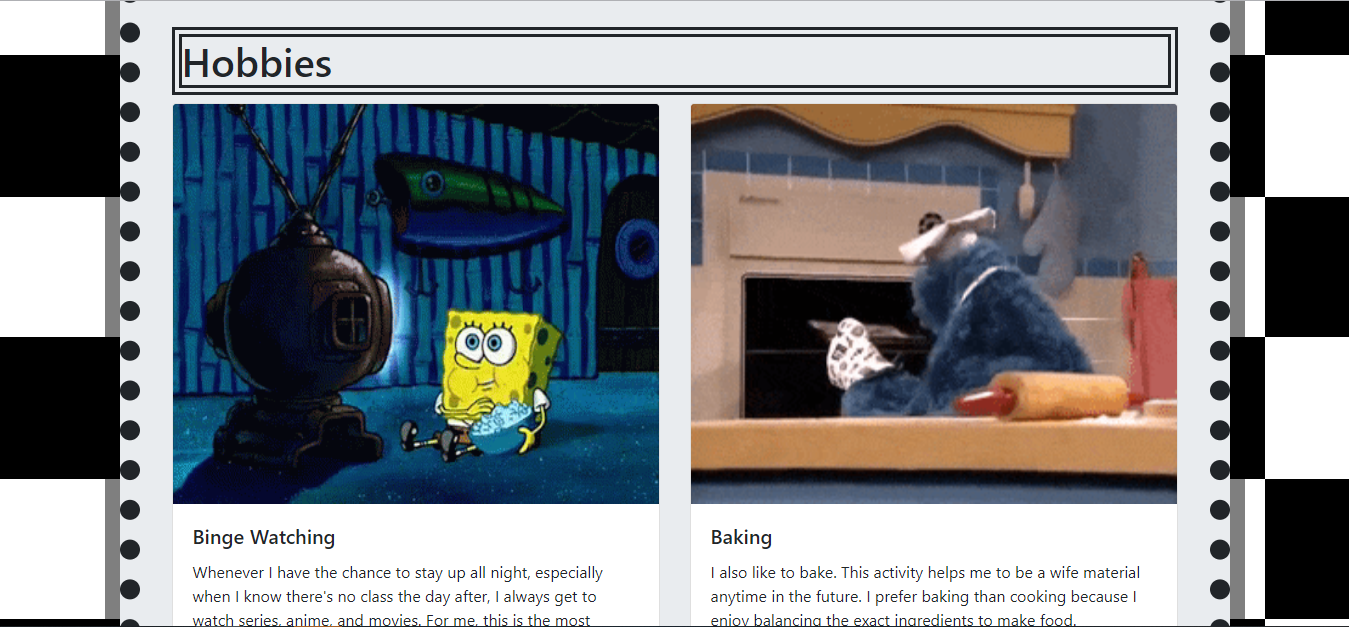 Hobbies
Binge Watching
Whenever I have the chance to stay up all night, especially
when I know there's no class the day after, I always get to
watch series, anime, and movies. For me, this is the most
Baking
I also like to bake. This activity helps me to be a wife material
anytime in the future. I prefer baking than cooking because I
enjoy balancing the exact ingredients to make food.